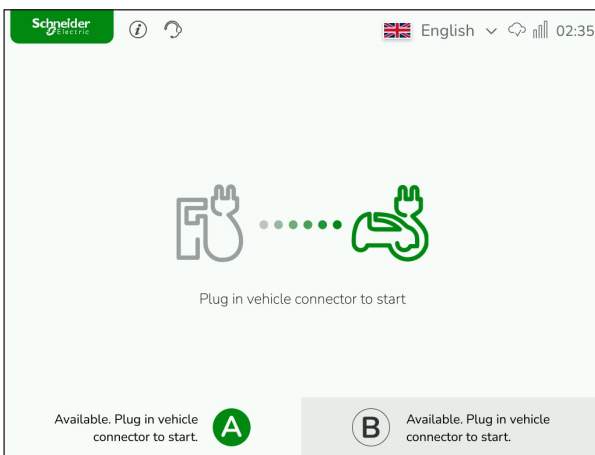 Schneider
Electric
i
English
02:35
Plug in vehicle connector to start
Available. Plug in vehicle
connector to start.
A
B
Available. Plug in vehicle
connector to start.